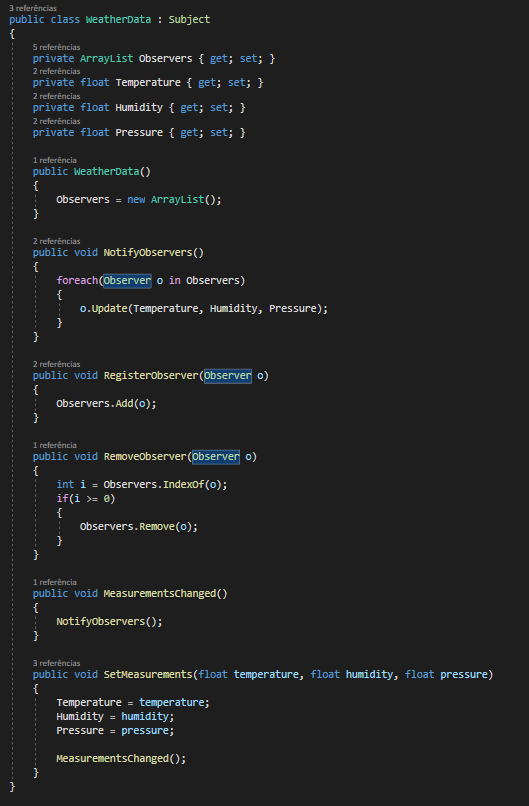 3 referências
public class WeatherData : Subject
{
5 referências
private ArrayList Observers { get; set; }
2 referências
private float Temperature { get; set; }
2 referências
private float Humidity { get; set; }
2 referências
private float Pressure { get; set; }
1 referência
public WeatherData()
{
Observers = new ArrayList();
}
2 referências
public void NotifyObservers()
{
foreach(Observer o in Observers)
{
o.Update(Temperature, Humidity, Pressure);
}
}
2 referências
public void RegisterObserver(Observer o)
{
Observers.Add(o);
}
1 referência
public void RemoveObserver(Observer o)
{
int i = Observers.IndexOf(o);
if(i >= 0)
{
Observers.Remove(o);
}
}
1 referência
public void MeasurementsChanged()
{
NotifyObservers();
}
3 referências
public void SetMeasurements(float temperature, float humidity, float pressure)
{
Temperature = temperature;
Humidity = humidity;
Pressure = pressure;
MeasurementsChanged();
}
}